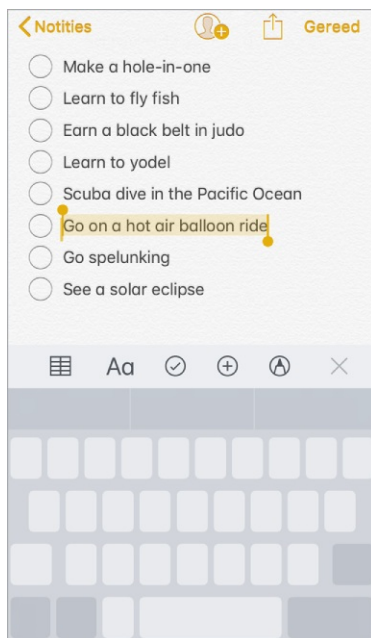 Notities
Gereed
Make a hole-in-one
Learn to fly fish
Earn a black belt in judo
Learn to yodel
Scuba dive in the Pacific Ocean
Go on a hot air balloon ride
Go spelunking
See a solar eclipse
Aa